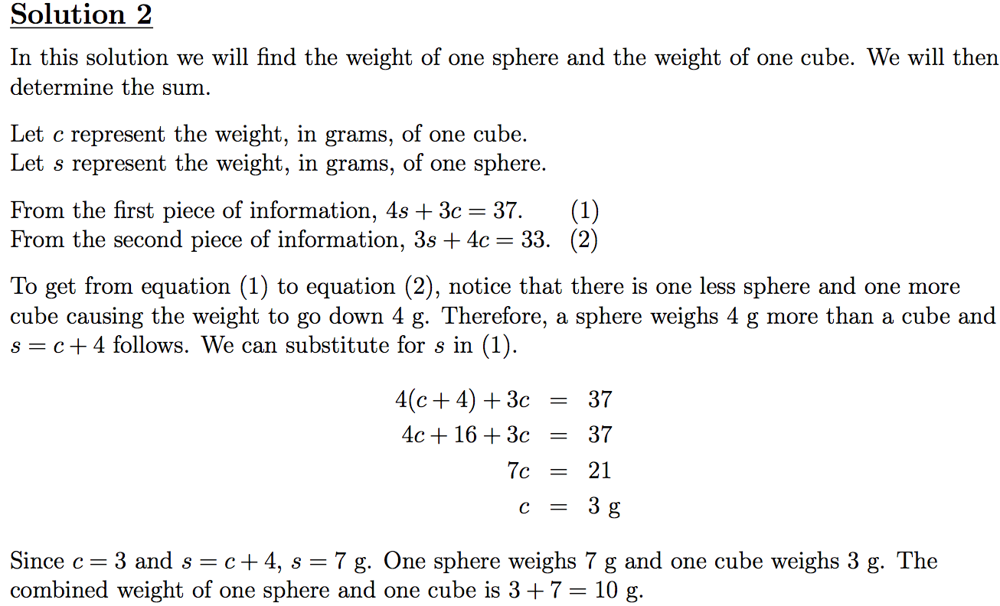 Solution 2
In this solution we will find the weight of one sphere and the weight of one cube. We will then
determine the sum.
Let c represent the weight, in grams, of one cube.
Let s represent the weight, in grams, of one sphere.
From the first piece of information, 4s + 3c = 37. (1)
From the second piece of information, 3s + 4c = 33. (2)
To get from equation (1) to equation (2), notice that there is one less sphere and one more
cube causing the weight to go down 4 g. Therefore, a sphere weighs 4 g more than a cube and
s = c + 4 follows. We can substitute for s in (1).
4(c + 4) + 3c = 37
4c + 16 + 3c = 37
7c = 21
c = 3 g
Since c = 3 and s = c + 4, s = 7 g. One sphere weighs 7 g and one cube weighs 3 g. The
combined weight of one sphere and one cube is 3 + 7 = 10 g.